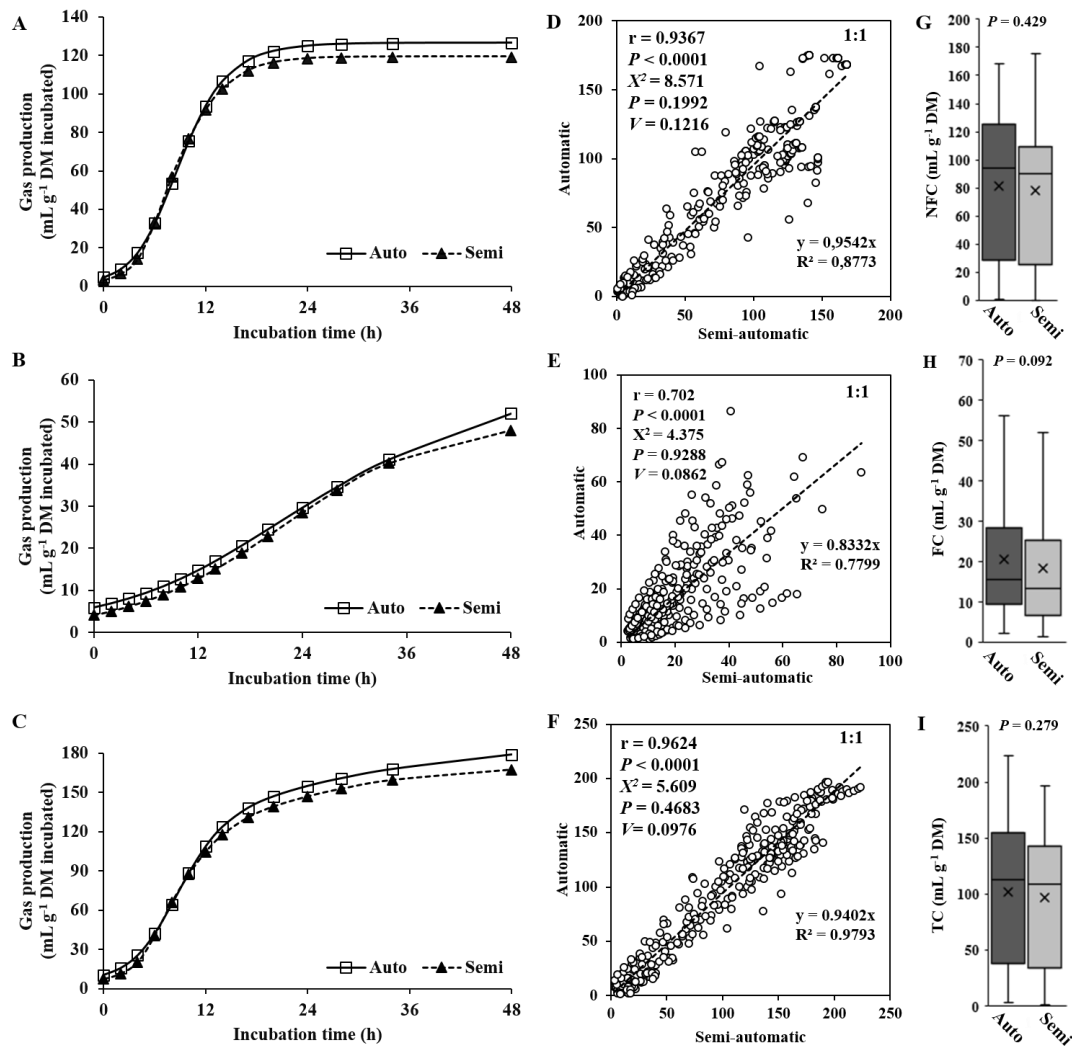 A
Gas production
(mL g⁻¹ DM incubated)
140
120
100
80
60
40
20
0
Auto
Semi
0
12
24
36
48
Incubation time (h)
D
Automatic
200
150
100
50
0
1:1
r = 0.9367
P < 0.0001
X² = 8.571
P = 0.1992
V = 0.1216
y = 0,9542x
R² = 0,8773
0
50
100
150
200
Semi-automatic
G
P = 0.429
NFC (mL g⁻¹ DM)
200
180
160
140
120
100
80
60
40
20
0
Auto
Semi
B
Gas production
(mL g⁻¹ DM incubated)
60
50
40
30
20
10
0
Auto
Semi
0
12
24
36
48
Incubation time (h)
E
Automatic
100
80
60
40
20
0
1:1
r = 0.702
P < 0.0001
X² = 4.375
P = 0.9288
V = 0.0862
y = 0.8332x
R² = 0.7799
0
20
40
60
80
100
Semi-automatic
H
P = 0.092
FC (mL g⁻¹ DM)
70
60
50
40
30
20
10
0
Auto
Semi
C
Gas production
(mL g⁻¹ DM incubated)
180
150
120
90
60
30
0
Auto
Semi
0
12
24
36
48
Incubation time (h)
F
Automatic
250
200
150
100
50
0
1:1
r = 0.9624
P < 0.0001
X² = 5.609
P = 0.4683
V= 0.0976
y = 0.9402x
R² = 0.9793
0
50
100
150
200
250
Semi-automatic
I
P = 0.279
TC (mL g⁻¹ DM)
250
200
150
100
50
0
Auto
Semi